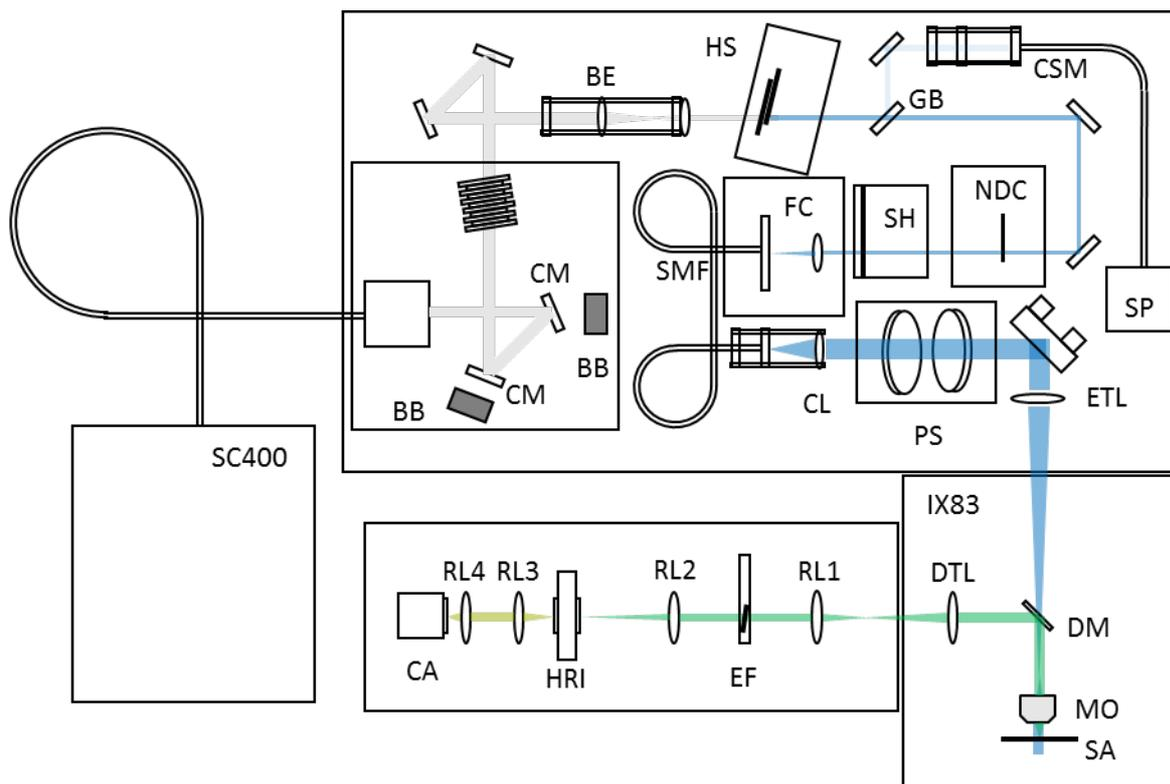 HS
CSM
BE
GB
NDC
FC
SH
SMF
CM
SP
BB
CM
BB
CL
ETL
PS
SC400
IX83
RL4
RL3
RL2
RL1
DTL
DM
CA
HRI
EF
MO
SA